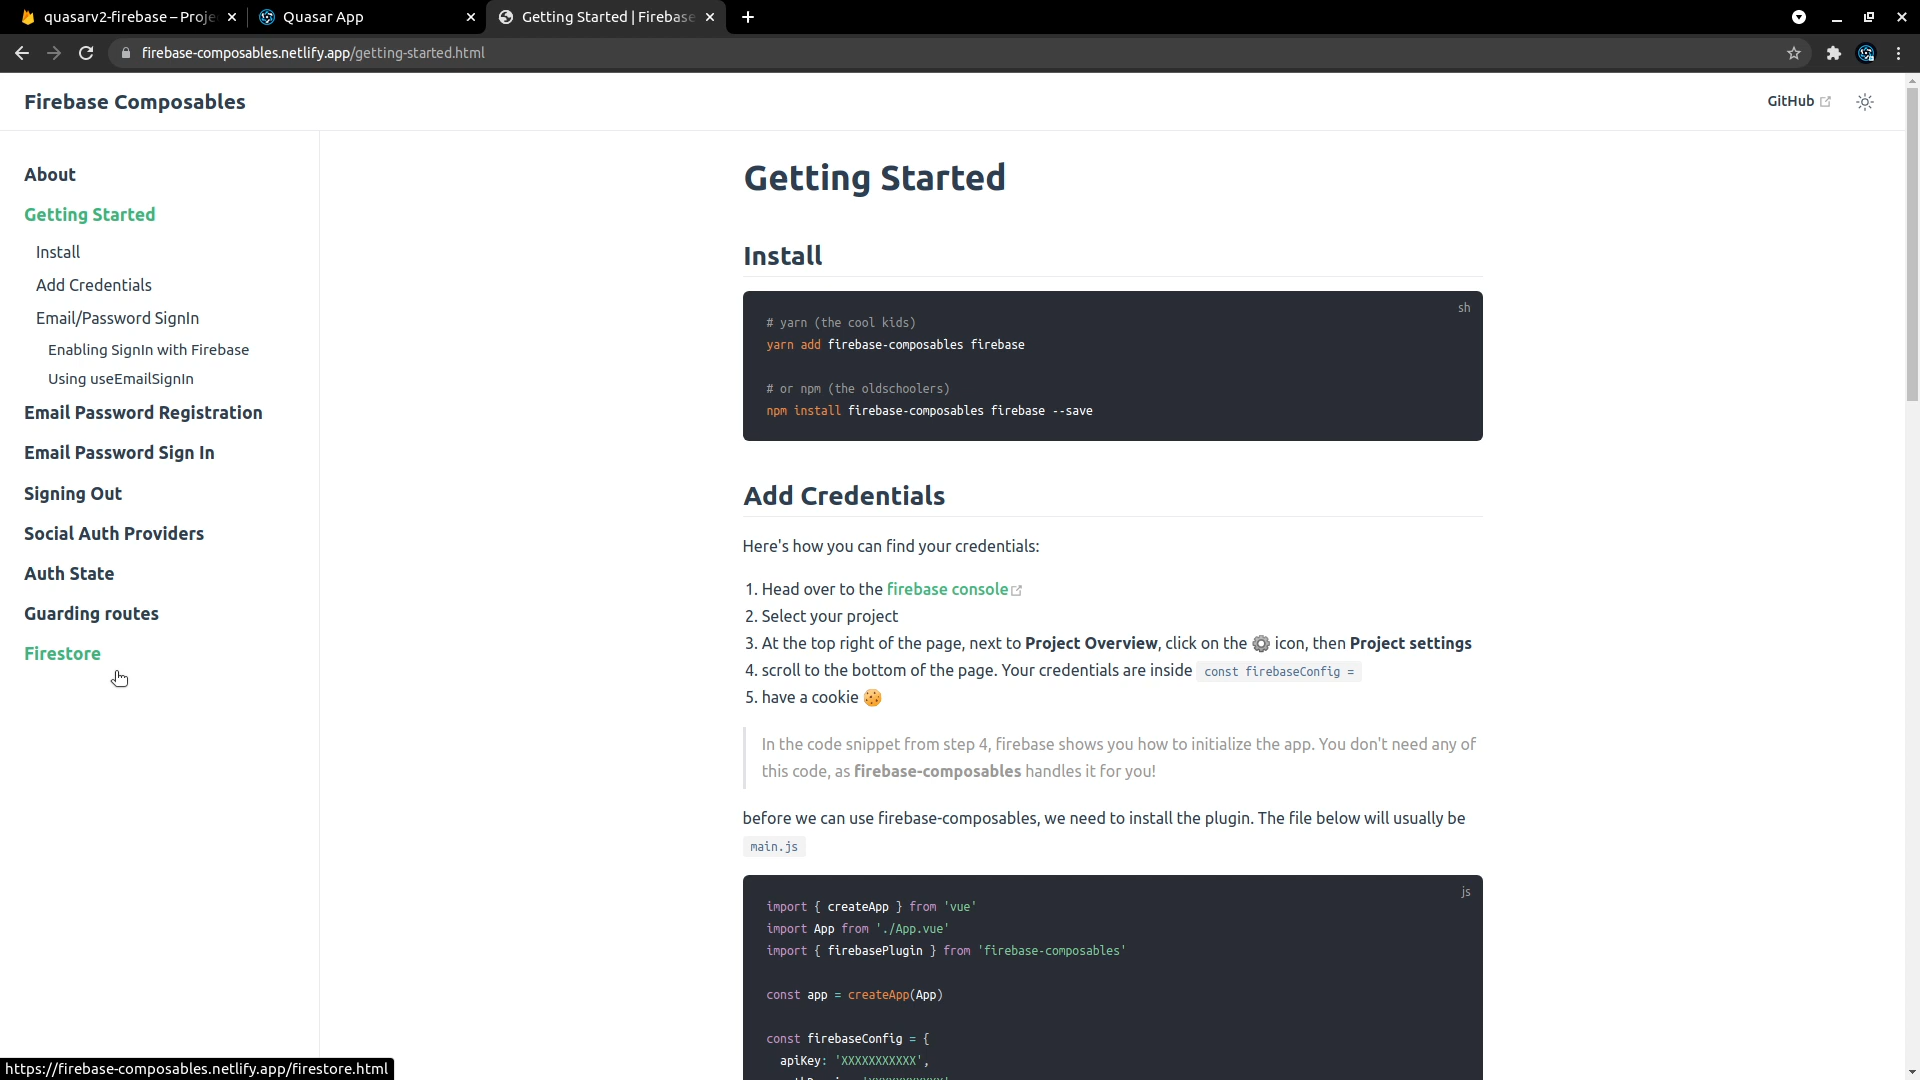 quasarv2-firebase – Proje
Quasar App
Getting Started | Firebase
firebase-composables.netlify.app/getting-started.html
Firebase Composables
GitHub
About
Getting Started
Install
Add Credentials
Email/Password SignIn
Enabling SignIn with Firebase
Using useEmailSignIn
Email Password Registration
Email Password Sign In
Signing Out
Social Auth Providers
Auth State
Guarding routes
Firestore
Getting Started
Install
sh
# yarn (the cool kids)
yarn add firebase-composables firebase
# or npm (the oldschoolers)
npm install firebase-composables firebase --save
Add Credentials
Here's how you can find your credentials:
1. Head over to the firebase console
2. Select your project
3. At the top right of the page, next to Project Overview, click on the ⚙️ icon, then Project settings
4. scroll to the bottom of the page. Your credentials are inside const firebaseConfig =
5. have a cookie 🍪
In the code snippet from step 4, firebase shows you how to initialize the app. You don't need any of
this code, as firebase-composables handles it for you!
before we can use firebase-composables, we need to install the plugin. The file below will usually be
main.js
js
import { createApp } from 'vue'
import App from './App.vue'
import { firebasePlugin } from 'firebase-composables'
const app = createApp(App)
const firebaseConfig = {
apiKey: 'XXXXXXXXXXX',
https://firebase-composables.netlify.app/firestore.html